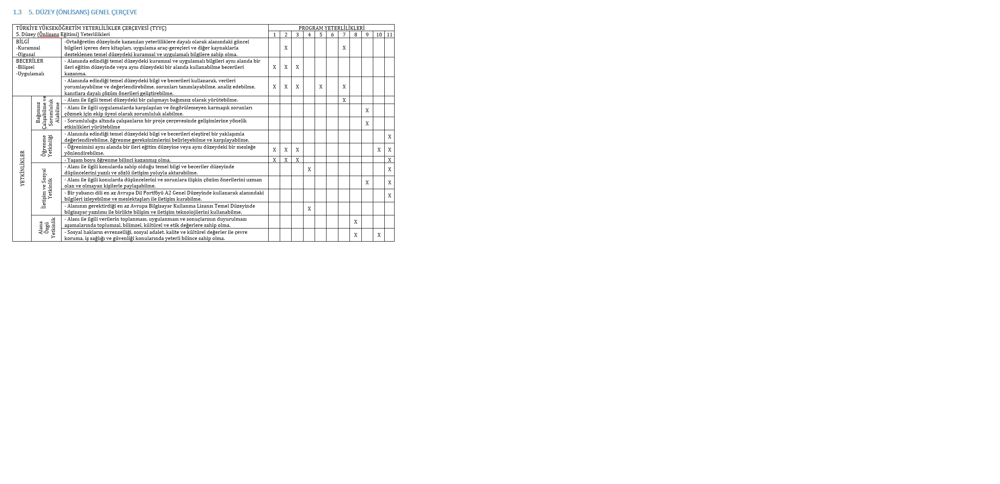 1.3 5. DÜZEY (ÖNLİSANS) GENEL ÇERÇEVE
TÜRKİYE YÜKSEKÖĞRETİM YETERLİLİKLER ÇERÇEVESİ (TYYÇ)
5. Düzey (Önlisans Eğitimi) Yeterlilikleri
PROGRAM YETERLİLİKLERİ
1 2 3 4 5 6 7 8 9 10 11
BİLGİ
-Kuramsal
-Olgusal
-Ortaöğretim düzeyinde kazanılan yeterliliklere dayalı olarak alanındaki güncel
bilgileri içeren ders kitapları, uygulama araç-gereçleri ve diğer kaynaklarla
desteklenen temel düzeydeki kuramsal ve uygulamalı bilgilere sahip olma.
X X
BECERİLER
-Bilişsel
-Uygulamalı
- Alanında edindiği temel düzeydeki kuramsal ve uygulamalı bilgileri aynı alanda bir
ileri eğitim düzeyinde veya aynı düzeydeki bir alanda kullanabilme becerileri
kazanma.
X X X
- Alanında edindiği temel düzeydeki bilgi ve becerileri kullanarak, verileri
yorumlayabilme ve değerlendirebilme, sorunları tanımlayabilme, analiz edebilme,
kanıtlara dayalı çözüm önerileri geliştirebilme.
X X X X X
YETKİNLİKLER
Bağımsız
Çalışabilme ve
Sorumluluk
Alabilme
- Alanı ile ilgili temel düzeydeki bir çalışmayı bağımsız olarak yürütebilme.
X
- Alanı ile ilgili uygulamalarda karşılaşılan ve öngörülemeyen karmaşık sorunları
çözmek için ekip üyesi olarak sorumluluk alabilme.
X
- Sorumluluğu altında çalışanların bir proje çerçevesinde gelişimlerine yönelik
etkinlikleri yürütebilme
X
Öğrenme
Yetkinliği
- Alanında edindiği temel düzeydeki bilgi ve becerileri eleştirel bir yaklaşımla
değerlendirebilme, öğrenme gereksinimlerini belirleyebilme ve karşılayabilme.
X
- Öğrenimini aynı alanda bir ileri eğitim düzeyine veya aynı düzeydeki bir mesleğe
yönlendirebilme.
X X X X X
- Yaşam boyu öğrenme bilinci kazanmış olma.
X X X X
İletişim ve Sosyal
Yetkinlik
- Alanı ile ilgili konularda sahip olduğu temel bilgi ve beceriler düzeyinde
düşüncelerini yazılı ve sözlü iletişim yoluyla aktarabilme.
X X
- Alanı ile ilgili konularda düşüncelerini ve sorunlara ilişkin çözüm önerilerini uzman
olan ve olmayan kişilerle paylaşabilme.
X X
- Bir yabancı dili en az Avrupa Dil Portföyü A2 Genel Düzeyinde kullanarak alanındaki
bilgileri izleyebilme ve meslektaşları ile iletişim kurabilme.
X
- Alanının gerektirdiği en az Avrupa Bilgisayar Kullanma Lisansı Temel Düzeyinde
bilgisayar yazılımı ile birlikte bilişim ve iletişim teknolojilerini kullanabilme.
X
Alana
Özgü
Yetkinlik
- Alanı ile ilgili verilerin toplanması, uygulanması ve sonuçlarının duyurulması
aşamalarında toplumsal, bilimsel, kültürel ve etik değerlere sahip olma.
X
- Sosyal hakların evrenselliği, sosyal adalet, kalite ve kültürel değerler ile çevre
koruma, iş sağlığı ve güvenliği konularında yeterli bilince sahip olma.
X X